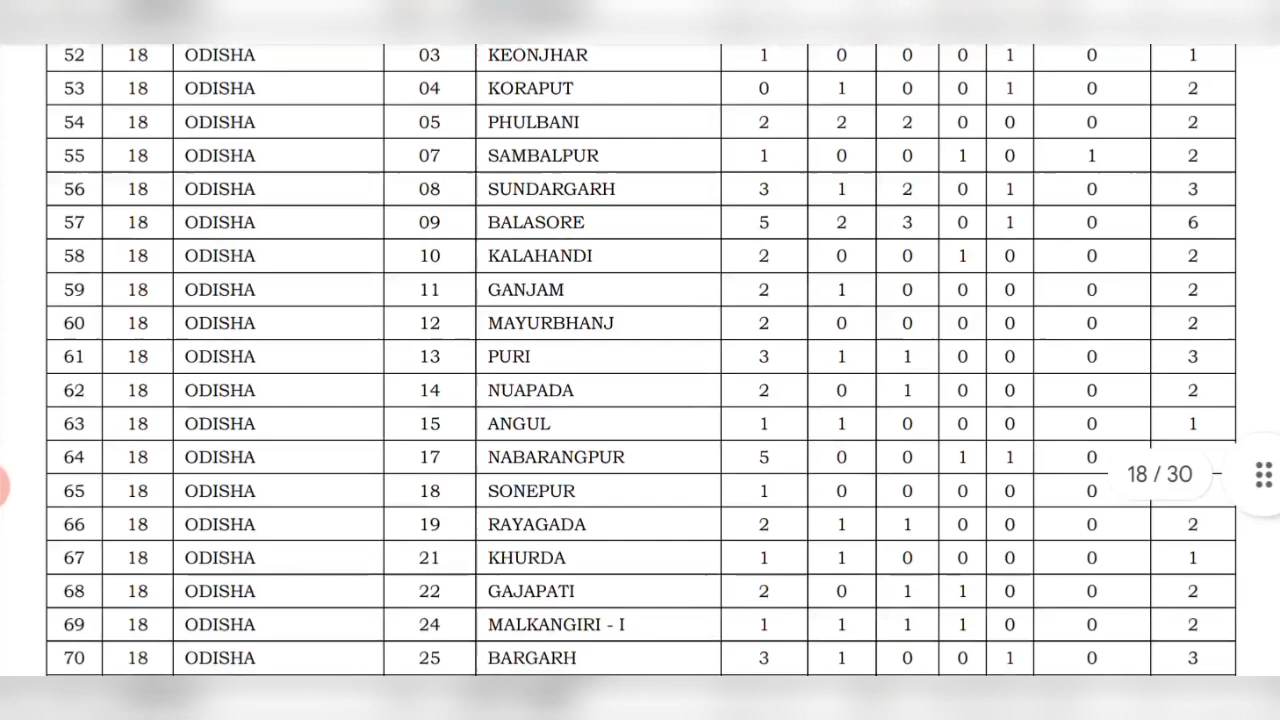 52 18 ODISHA 03 KEONJHAR 1 0 0 0 1 0 1
53 18 ODISHA 04 KORAPUT 0 1 0 0 1 0 2
54 18 ODISHA 05 PHULBANI 2 2 2 0 0 0 2
55 18 ODISHA 07 SAMBALPUR 1 0 0 1 0 1 2
56 18 ODISHA 08 SUNDARGARH 3 1 2 0 1 0 3
57 18 ODISHA 09 BALASORE 5 2 3 0 1 0 6
58 18 ODISHA 10 KALAHANDI 2 0 0 1 0 0 2
59 18 ODISHA 11 GANJAM 2 1 0 0 0 0 2
60 18 ODISHA 12 MAYURBHANJ 2 0 0 0 0 0 2
61 18 ODISHA 13 PURI 3 1 1 0 0 0 3
62 18 ODISHA 14 NUAPADA 2 0 1 0 0 0 2
63 18 ODISHA 15 ANGUL 1 1 0 0 0 0 1
64 18 ODISHA 17 NABARANGPUR 5 0 0 1 1 0
18 / 30
65 18 ODISHA 18 SONEPUR 1 0 0 0 0 0
66 18 ODISHA 19 RAYAGADA 2 1 1 0 0 0 2
67 18 ODISHA 21 KHURDA 1 1 0 0 0 0 1
68 18 ODISHA 22 GAJAPATI 2 0 1 1 0 0 2
69 18 ODISHA 24 MALKANGIRI - I 1 1 1 1 0 0 2
70 18 ODISHA 25 BARGARH 3 1 0 0 1 0 3